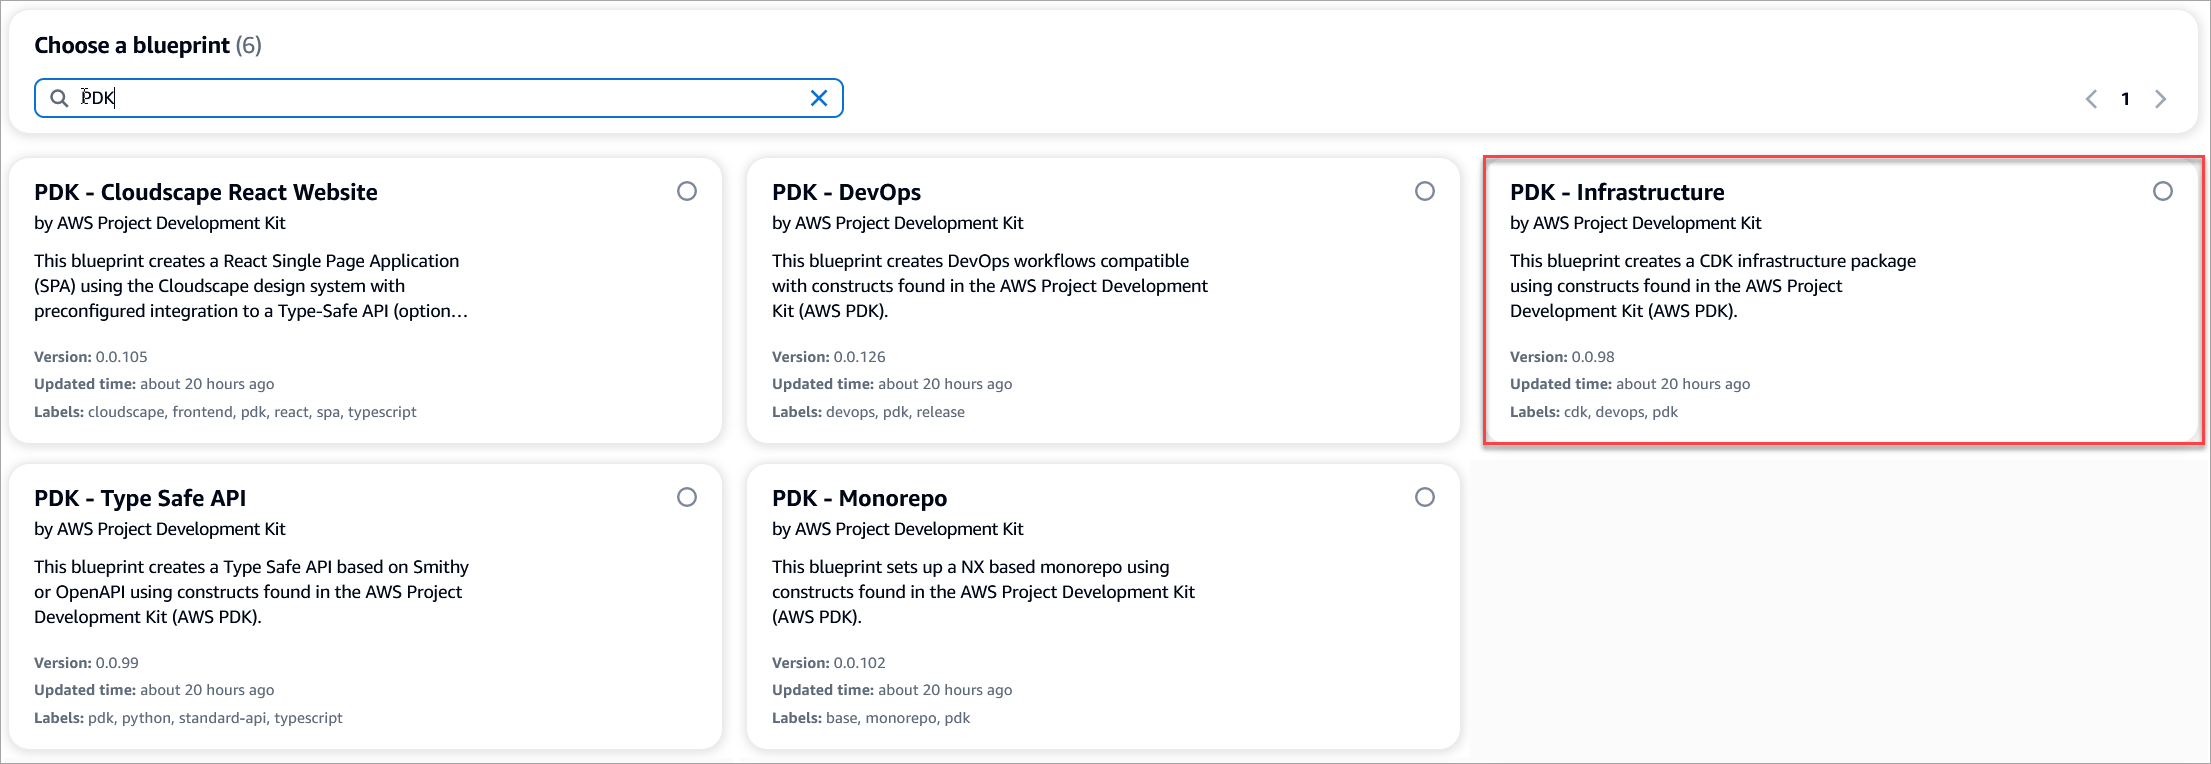 Choose a blueprint (6)
PDK
1
PDK - Cloudscape React Website
by AWS Project Development Kit
This blueprint creates a React Single Page Application
(SPA) using the Cloudscape design system with
preconfigured integration to a Type-Safe API (option…
Version: 0.0.105
Updated time: about 20 hours ago
Labels: cloudscape, frontend, pdk, react, spa, typescript
PDK - DevOps
by AWS Project Development Kit
This blueprint creates DevOps workflows compatible
with constructs found in the AWS Project Development
Kit (AWS PDK).
Version: 0.0.126
Updated time: about 20 hours ago
Labels: devops, pdk, release
PDK - Infrastructure
by AWS Project Development Kit
This blueprint creates a CDK infrastructure package
using constructs found in the AWS Project
Development Kit (AWS PDK).
Version: 0.0.98
Updated time: about 20 hours ago
Labels: cdk, devops, pdk
PDK - Type Safe API
by AWS Project Development Kit
This blueprint creates a Type Safe API based on Smithy
or OpenAPI using constructs found in the AWS Project
Development Kit (AWS PDK).
Version: 0.0.99
Updated time: about 20 hours ago
Labels: pdk, python, standard-api, typescript
PDK - Monorepo
by AWS Project Development Kit
This blueprint sets up a NX based monorepo using
constructs found in the AWS Project Development Kit
(AWS PDK).
Version: 0.0.102
Updated time: about 20 hours ago
Labels: base, monorepo, pdk